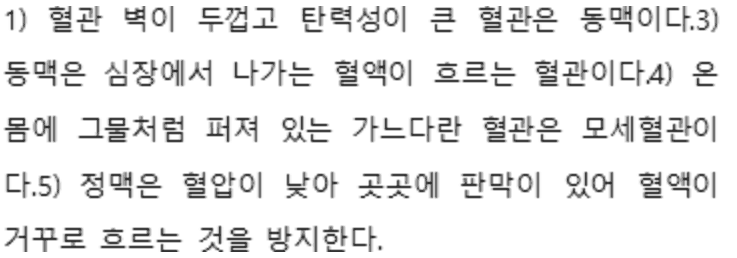 1) 혈관 벽이 두껍고 탄력성이 큰 혈관은 동맥이다.3)
동맥은 심장에서 나가는 혈액이 흐르는 혈관이다.4) 온
몸에 그물처럼 퍼져 있는 가느다란 혈관은 모세혈관이
다.5) 정맥은 혈압이 낮아 곳곳에 판막이 있어 혈액이
거꾸로 흐르는 것을 방지한다.